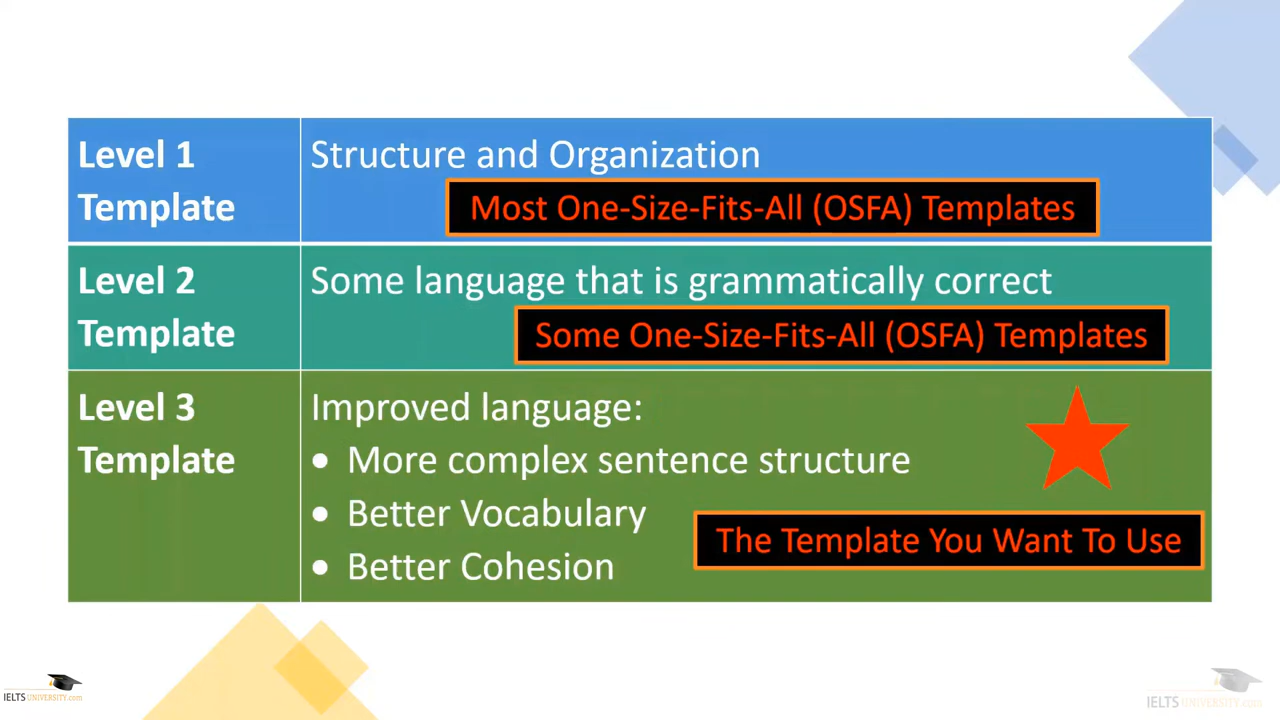 Level 1
Template
Structure and Organization
Most One-Size-Fits-All (OSFA) Templates
Level 2
Template
Some language that is grammatically correct
Some One-Size-Fits-All (OSFA) Templates
Level 3
Template
Improved language:
• More complex sentence structure
• Better Vocabulary
• Better Cohesion
The Template You Want To Use
IELTS UNIVERSITY.com
IELTS UNIVERSITY.com